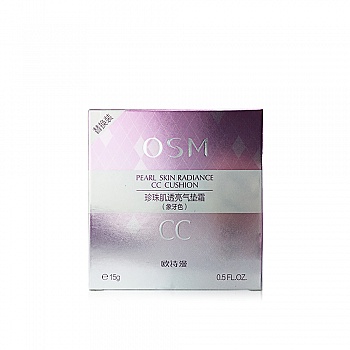 替换装
OSM
PEARL SKIN RADIANCE
CC CUSHION
珍珠肌透亮气垫霜
(象牙色)
CC
欧诗漫
℮ 15g 0.5 FL.OZ.